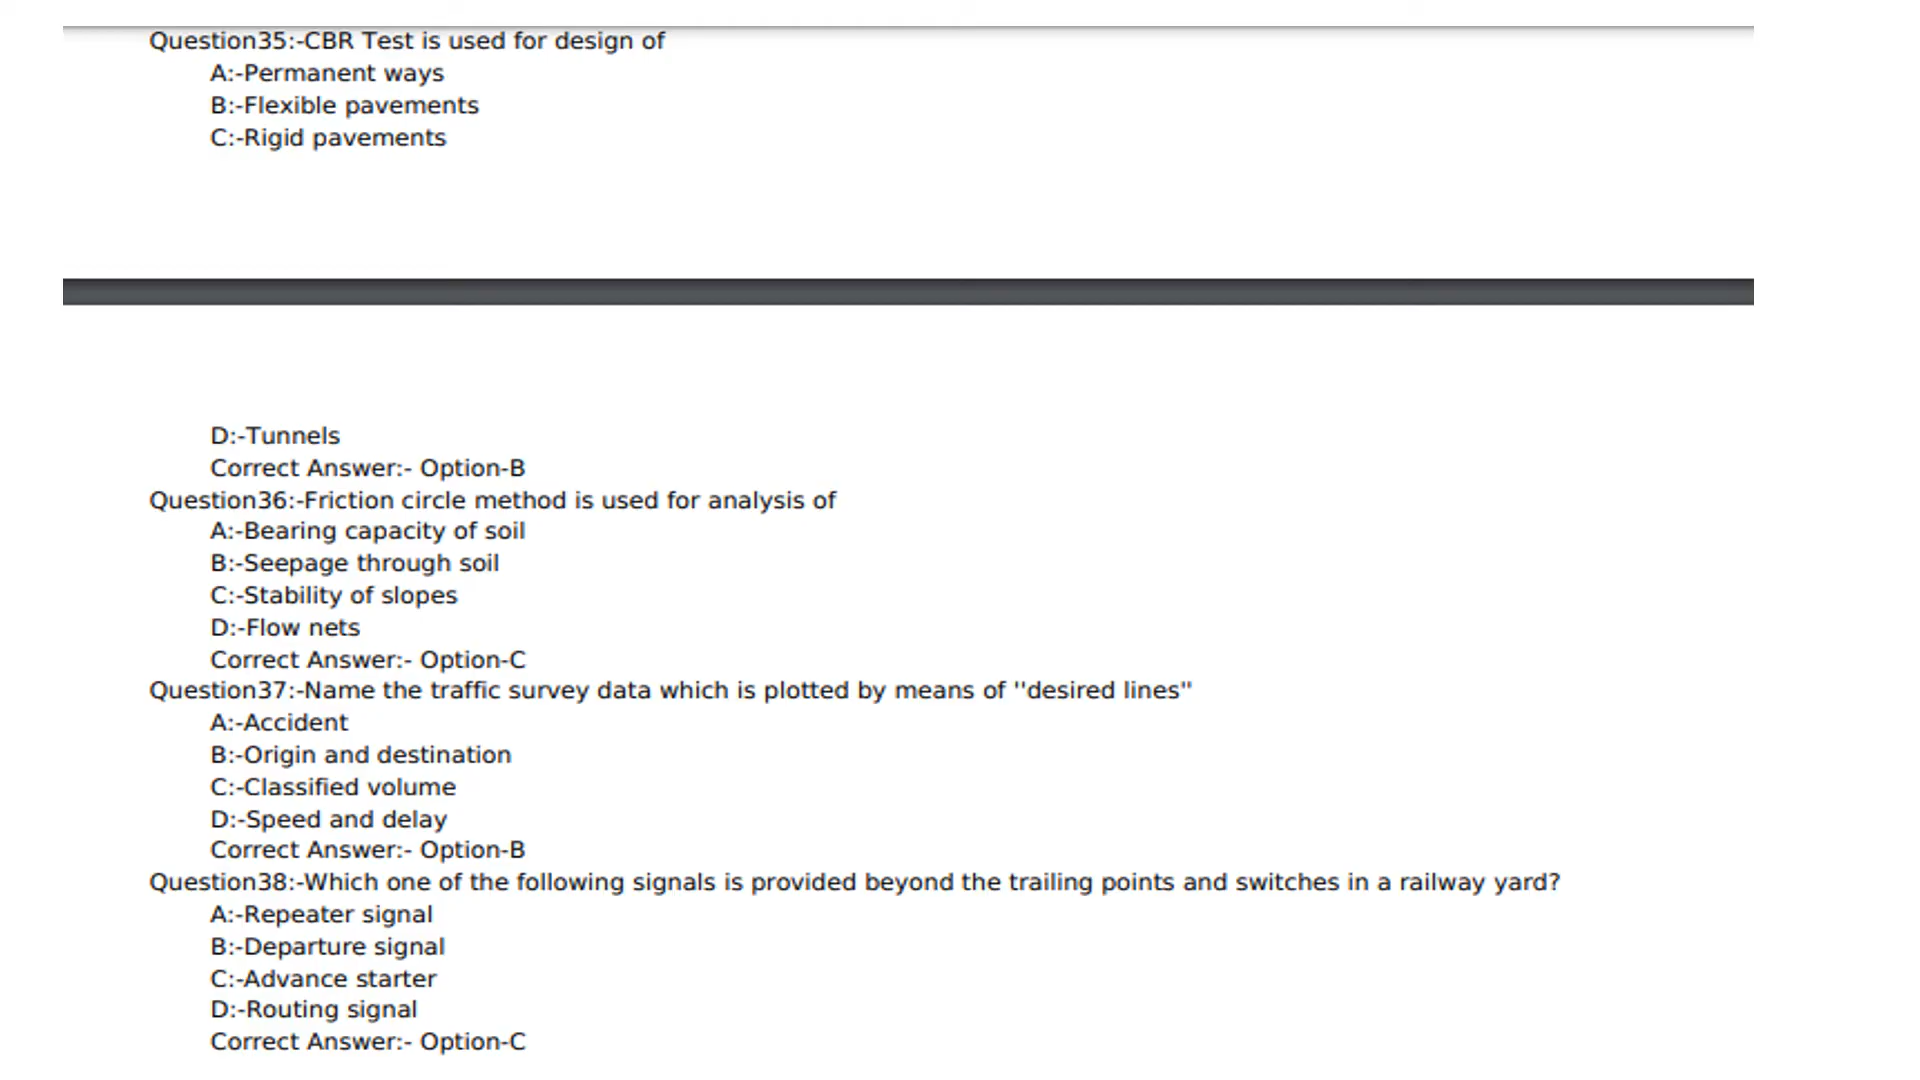 Question35:-CBR Test is used for design of
A:-Permanent ways
B:-Flexible pavements
C:-Rigid pavements
D:-Tunnels
Correct Answer:- Option-B
Question36:-Friction circle method is used for analysis of
A:-Bearing capacity of soil
B:-Seepage through soil
C:-Stability of slopes
D:-Flow nets
Correct Answer:- Option-C
Question37:-Name the traffic survey data which is plotted by means of ''desired lines''
A:-Accident
B:-Origin and destination
C:-Classified volume
D:-Speed and delay
Correct Answer:- Option-B
Question38:-Which one of the following signals is provided beyond the trailing points and switches in a railway yard?
A:-Repeater signal
B:-Departure signal
C:-Advance starter
D:-Routing signal
Correct Answer:- Option-C